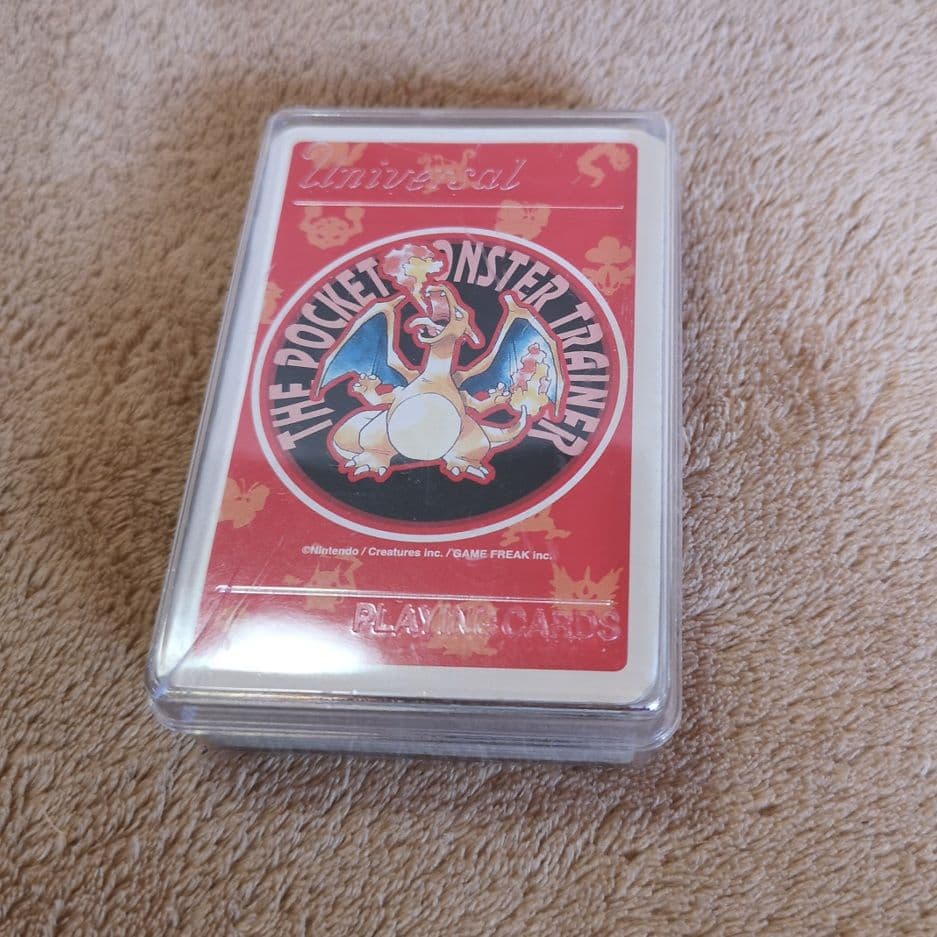 Universal
THE POCKET MONSTER TRAINER
©Nintendo / Creatures inc. / GAME FREAK inc.
PLAYING CARDS